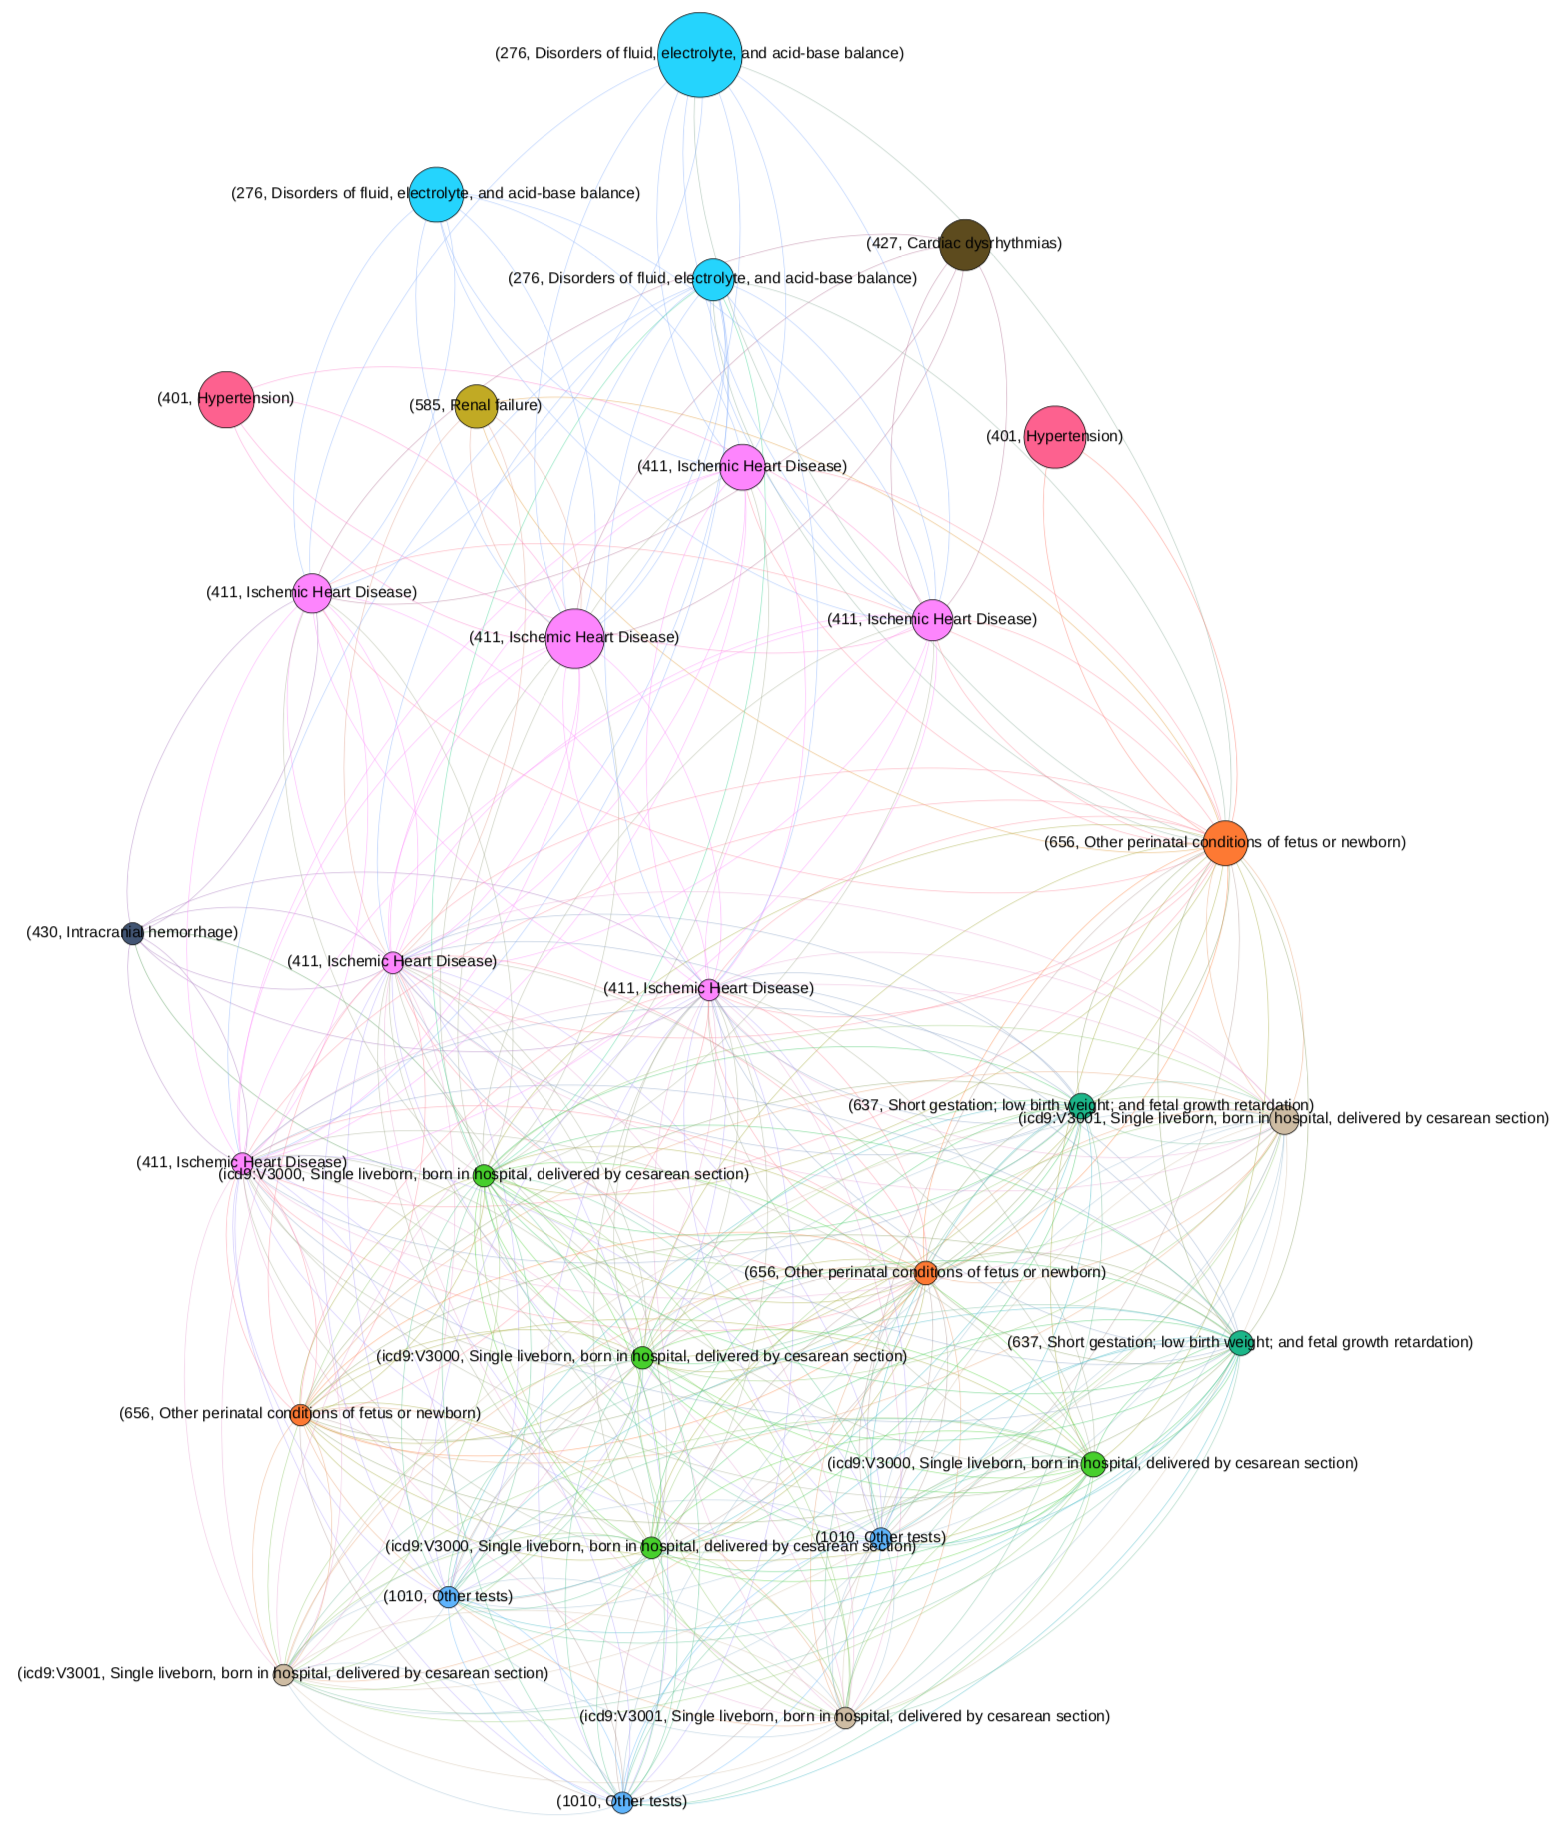 (276, Disorders of fluid, electrolyte, and acid-base balance)
(276, Disorders of fluid, electrolyte, and acid-base balance)
(427, Cardiac dysrhythmias)
(276, Disorders of fluid, electrolyte, and acid-base balance)
(401, Hypertension)
(585, Renal failure)
(401, Hypertension)
(411, Ischemic Heart Disease)
(411, Ischemic Heart Disease)
(411, Ischemic Heart Disease)
(411, Ischemic Heart Disease)
(656, Other perinatal conditions of fetus or newborn)
(430, Intracranial hemorrhage)
(411, Ischemic Heart Disease)
(411, Ischemic Heart Disease)
(637, Short gestation; low birth weight; and fetal growth retardation)
(icd9:V3001, Single liveborn, born in hospital, delivered by cesarean section)
(411, Ischemic Heart Disease)
(icd9:V3000, Single liveborn, born in hospital, delivered by cesarean section)
(656, Other perinatal conditions of fetus or newborn)
(637, Short gestation; low birth weight; and fetal growth retardation)
(icd9:V3000, Single liveborn, born in hospital, delivered by cesarean section)
(656, Other perinatal conditions of fetus or newborn)
(icd9:V3000, Single liveborn, born in hospital, delivered by cesarean section)
(1010, Other tests)
(icd9:V3000, Single liveborn, born in hospital, delivered by cesarean section)
(1010, Other tests)
(icd9:V3001, Single liveborn, born in hospital, delivered by cesarean section)
(icd9:V3001, Single liveborn, born in hospital, delivered by cesarean section)
(1010, Other tests)